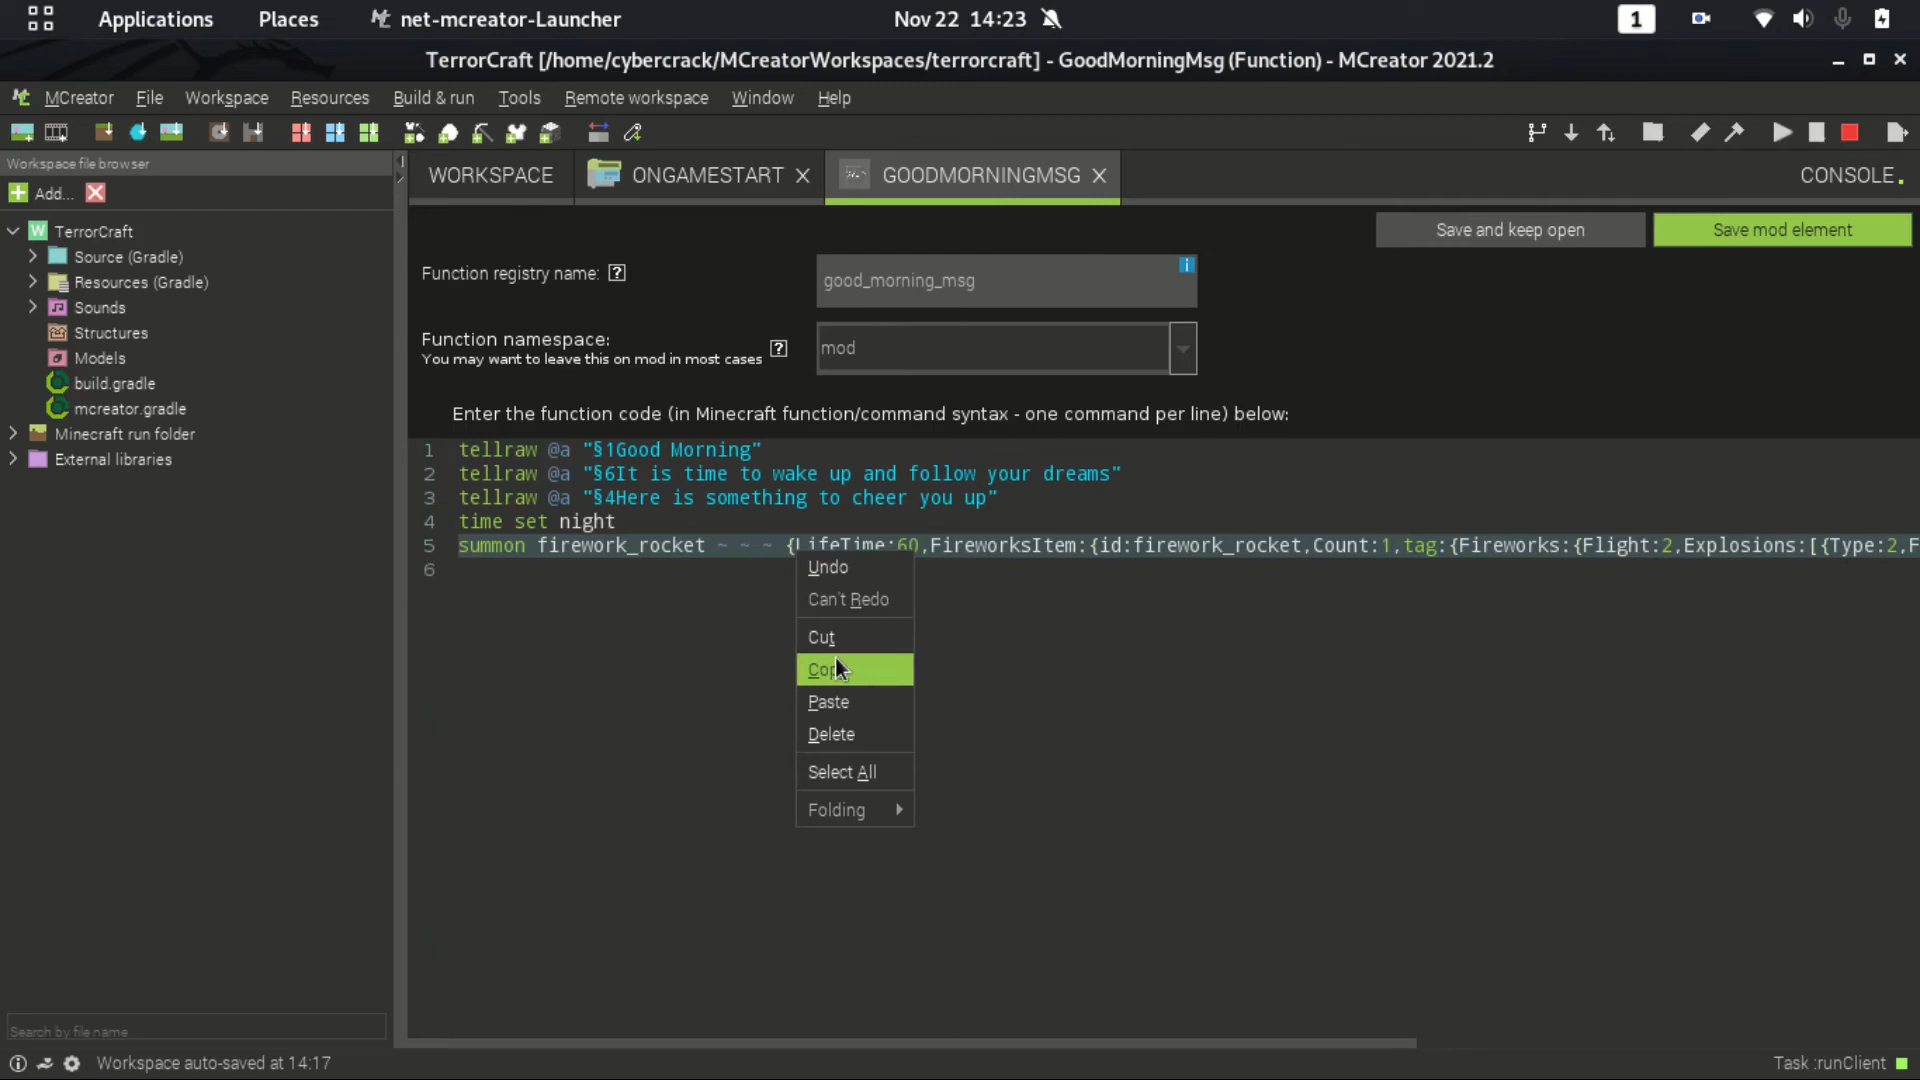 Applications Places net-mcreator-Launcher Nov 22 14:23 1
TerrorCraft [/home/cybercrack/MCreatorWorkspaces/terrorcraft] - GoodMorningMsg (Function) - MCreator 2021.2
MCreator File Workspace Resources Build & run Tools Remote workspace Window Help
Workspace file browser
WORKSPACE ONGAMESTART GOODMORNINGMSG CONSOLE
Add...
Save and keep open Save mod element
TerrorCraft
Source (Gradle)
Resources (Gradle)
Sounds
Structures
Models
build.gradle
mcreator.gradle
Minecraft run folder
External libraries
Function registry name: ? good_morning_msg
Function namespace: ? mod
You may want to leave this on mod in most cases
Enter the function code (in Minecraft function/command syntax - one command per line) below:
1 tellraw @a "§1Good Morning"
2 tellraw @a "§6It is time to wake up and follow your dreams"
3 tellraw @a "§4Here is something to cheer you up"
4 time set night
5 summon firework_rocket ~ ~ ~ {LifeTime:60,FireworksItem:{id:firework_rocket,Count:1,tag:{Fireworks:{Flight:2,Explosions:[{Type:2,F
6
Undo
Can't Redo
Cut
Paste
Delete
Select All
Folding
Search by file name
Workspace auto-saved at 14:17 Task :runClient